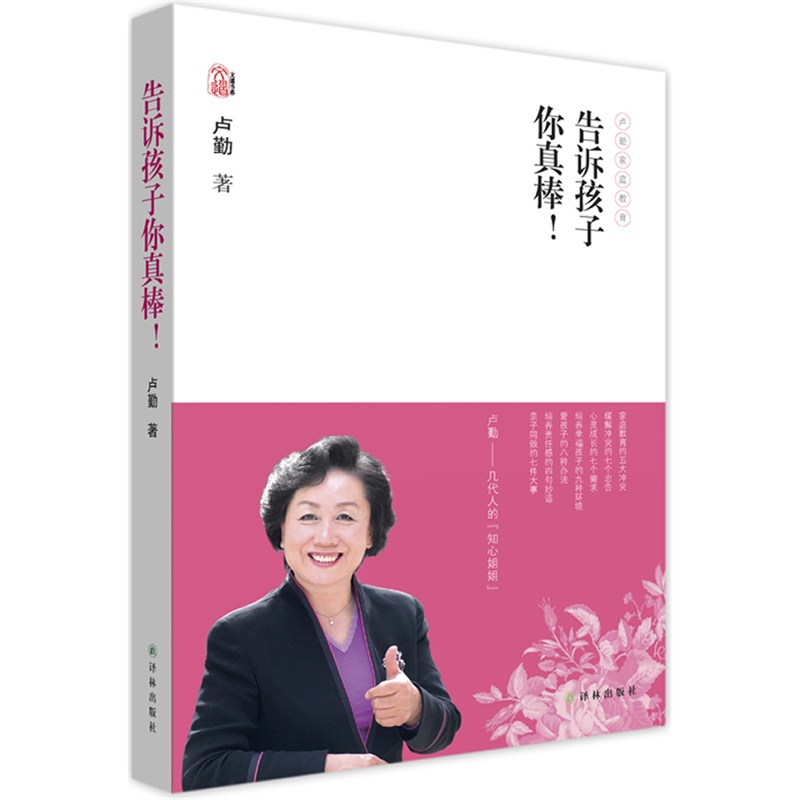 告诉孩子你真棒！
卢勤 著
译林出版社
文通书系
卢勤 著
卢勤家庭教育
告诉孩子
你真棒！
家庭教育的五大冲突
缓解冲突的七个忠告
心灵成长的七个需求
培养幸福孩子的九种环境
爱孩子的八种办法
培养责任感的四句妙语
亲子同做的七件大事
卢勤——几代人的「知心姐姐」
译林出版社